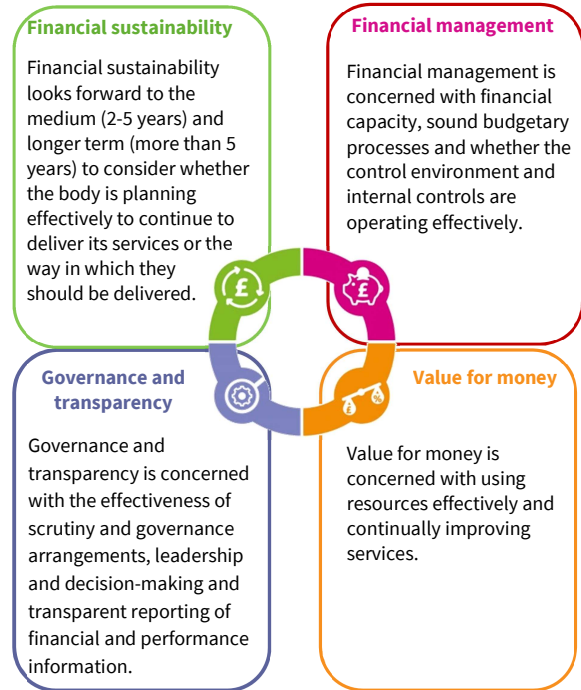 Financial sustainability
Financial sustainability
looks forward to the
medium (2-5 years) and
longer term (more than 5
years) to consider whether
the body is planning
effectively to continue to
deliver its services or the
way in which they
should be delivered.
Financial management
Financial management is
concerned with financial
capacity, sound budgetary
processes and whether the
control environment and
internal controls are
operating effectively.
£
£
£
%
Governance and
transparency
Governance and
transparency is concerned
with the effectiveness of
scrutiny and governance
arrangements, leadership
and decision-making and
transparent reporting of
financial and performance
information.
Value for money
Value for money is
concerned with using
resources effectively and
continually improving
services.